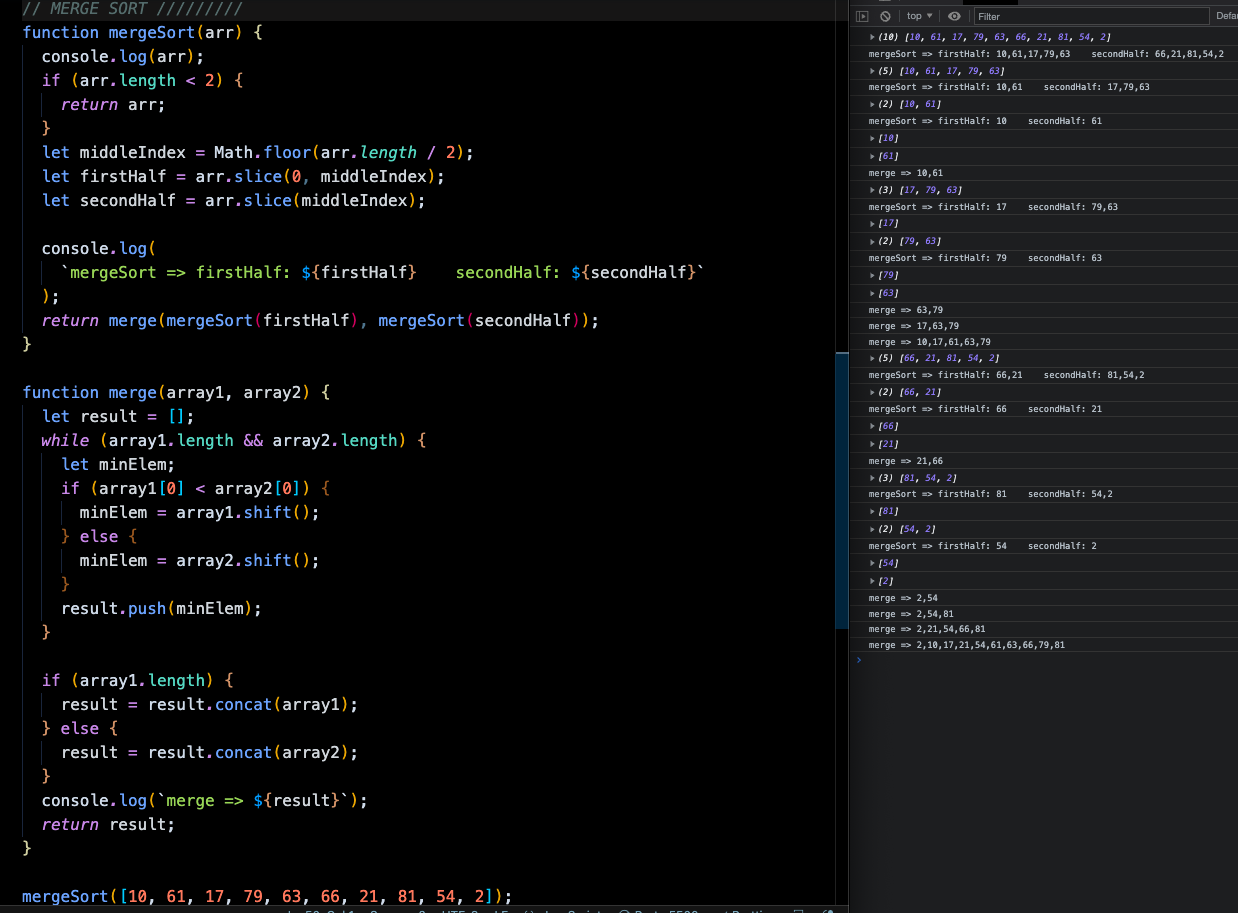 // MERGE SORT /////////
function mergeSort(arr) {
  console.log(arr);
  if (arr.length < 2) {
    return arr;
  }
  let middleIndex = Math.floor(arr.length / 2);
  let firstHalf = arr.slice(0, middleIndex);
  let secondHalf = arr.slice(middleIndex);
  console.log(
    `mergeSort => firstHalf: ${firstHalf}    secondHalf: ${secondHalf}`
  );
  return merge(mergeSort(firstHalf), mergeSort(secondHalf));
}
function merge(array1, array2) {
  let result = [];
  while (array1.length && array2.length) {
    let minElem;
    if (array1[0] < array2[0]) {
      minElem = array1.shift();
    } else {
      minElem = array2.shift();
    }
    result.push(minElem);
  }
  if (array1.length) {
    result = result.concat(array1);
  } else {
    result = result.concat(array2);
  }
  console.log(`merge => ${result}`);
  return result;
}
mergeSort([10, 61, 17, 79, 63, 66, 21, 81, 54, 2]);
top ▾ Filter Defa
▸(10) [10, 61, 17, 79, 63, 66, 21, 81, 54, 2]
mergeSort => firstHalf: 10,61,17,79,63    secondHalf: 66,21,81,54,2
▸(5) [10, 61, 17, 79, 63]
mergeSort => firstHalf: 10,61    secondHalf: 17,79,63
▸(2) [10, 61]
mergeSort => firstHalf: 10    secondHalf: 61
▸[10]
▸[61]
merge => 10,61
▸(3) [17, 79, 63]
mergeSort => firstHalf: 17    secondHalf: 79,63
▸[17]
▸(2) [79, 63]
mergeSort => firstHalf: 79    secondHalf: 63
▸[79]
▸[63]
merge => 63,79
merge => 17,63,79
merge => 10,17,61,63,79
▸(5) [66, 21, 81, 54, 2]
mergeSort => firstHalf: 66,21    secondHalf: 81,54,2
▸(2) [66, 21]
mergeSort => firstHalf: 66    secondHalf: 21
▸[66]
▸[21]
merge => 21,66
▸(3) [81, 54, 2]
mergeSort => firstHalf: 81    secondHalf: 54,2
▸[81]
▸(2) [54, 2]
mergeSort => firstHalf: 54    secondHalf: 2
▸[54]
▸[2]
merge => 2,54
merge => 2,54,81
merge => 2,21,54,66,81
merge => 2,10,17,21,54,61,63,66,79,81
›